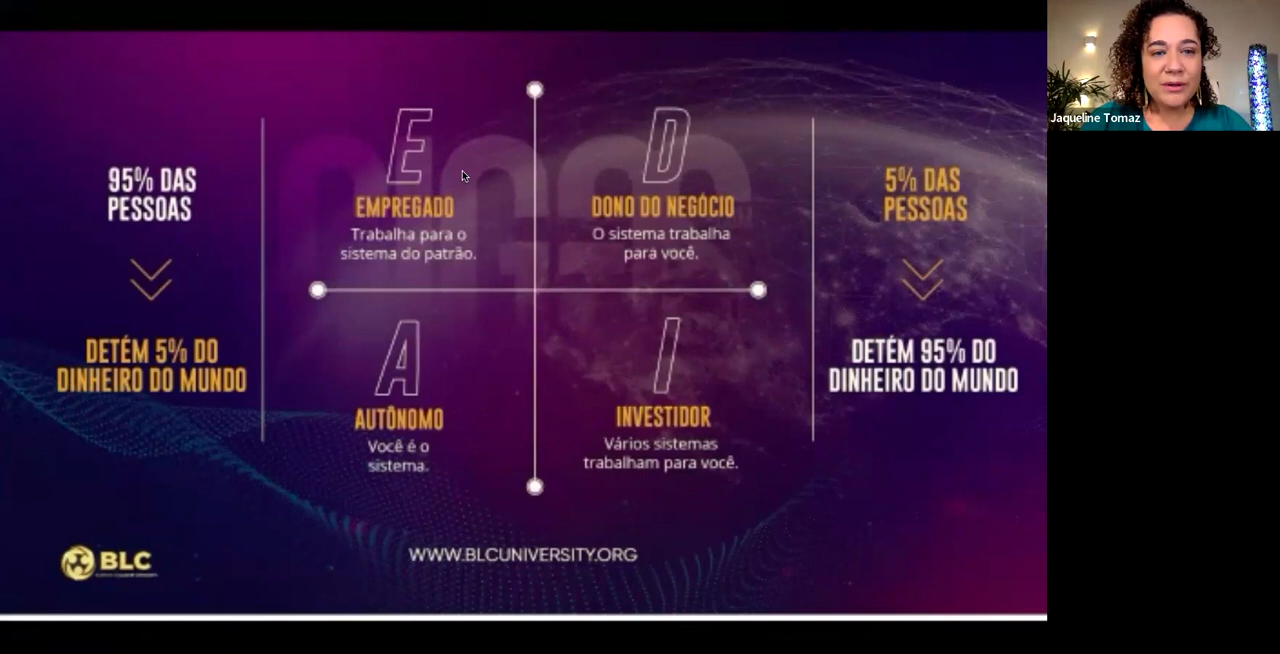 95% DAS
PESSOAS
DETÉM 5% DO
DINHEIRO DO MUNDO
E
EMPREGADO
Trabalha para o
sistema do patrão.
D
DONO DO NEGÓCIO
O sistema trabalha
para você.
A
AUTÔNOMO
Você é o
sistema.
I
INVESTIDOR
Vários sistemas
trabalham para você.
5% DAS
PESSOAS
DETÉM 95% DO
DINHEIRO DO MUNDO
BLC
WWW.BLCUNIVERSITY.ORG
Jaqueline Tomaz